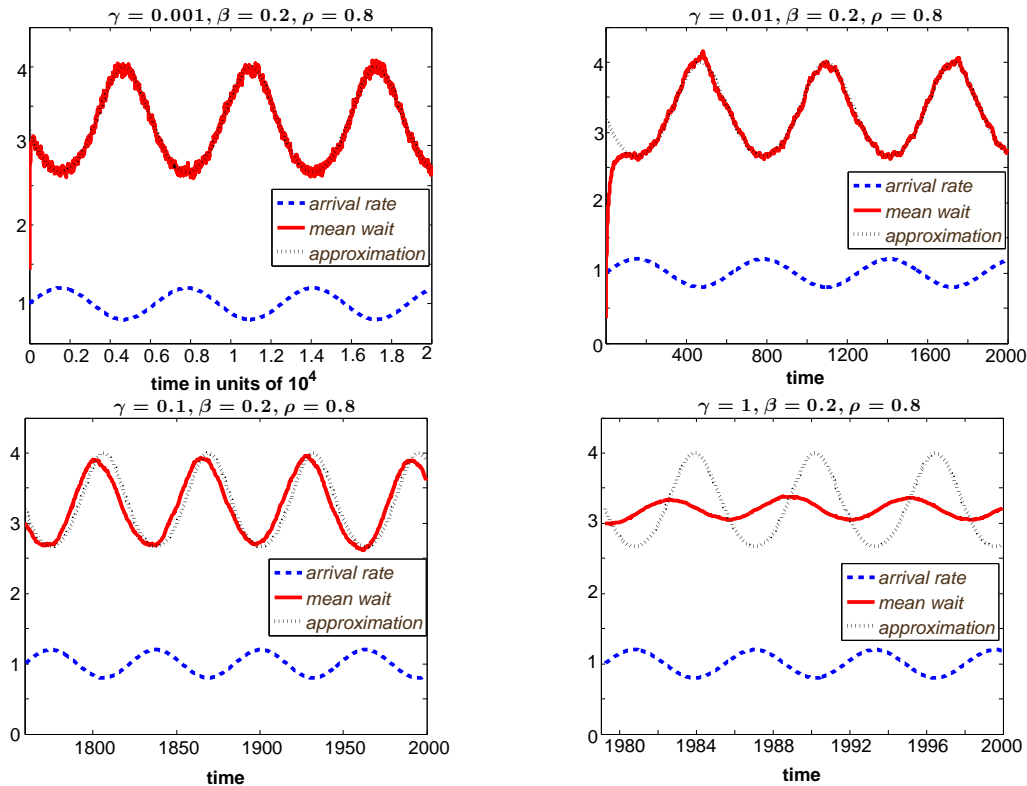 γ = 0.001, β = 0.2, ρ = 0.8
4
3
2
1
arrival rate
mean wait
approximation
0 0.2 0.4 0.6 0.8 1 1.2 1.4 1.6 1.8 2
time in units of 10^4
γ = 0.01, β = 0.2, ρ = 0.8
4
3
2
1
0
arrival rate
mean wait
approximation
400 800 1200 1600 2000
time
γ = 0.1, β = 0.2, ρ = 0.8
4
3
2
1
0
arrival rate
mean wait
approximation
1800 1850 1900 1950 2000
time
γ = 1, β = 0.2, ρ = 0.8
4
3
2
1
0
arrival rate
mean wait
approximation
1980 1984 1988 1992 1996 2000
time